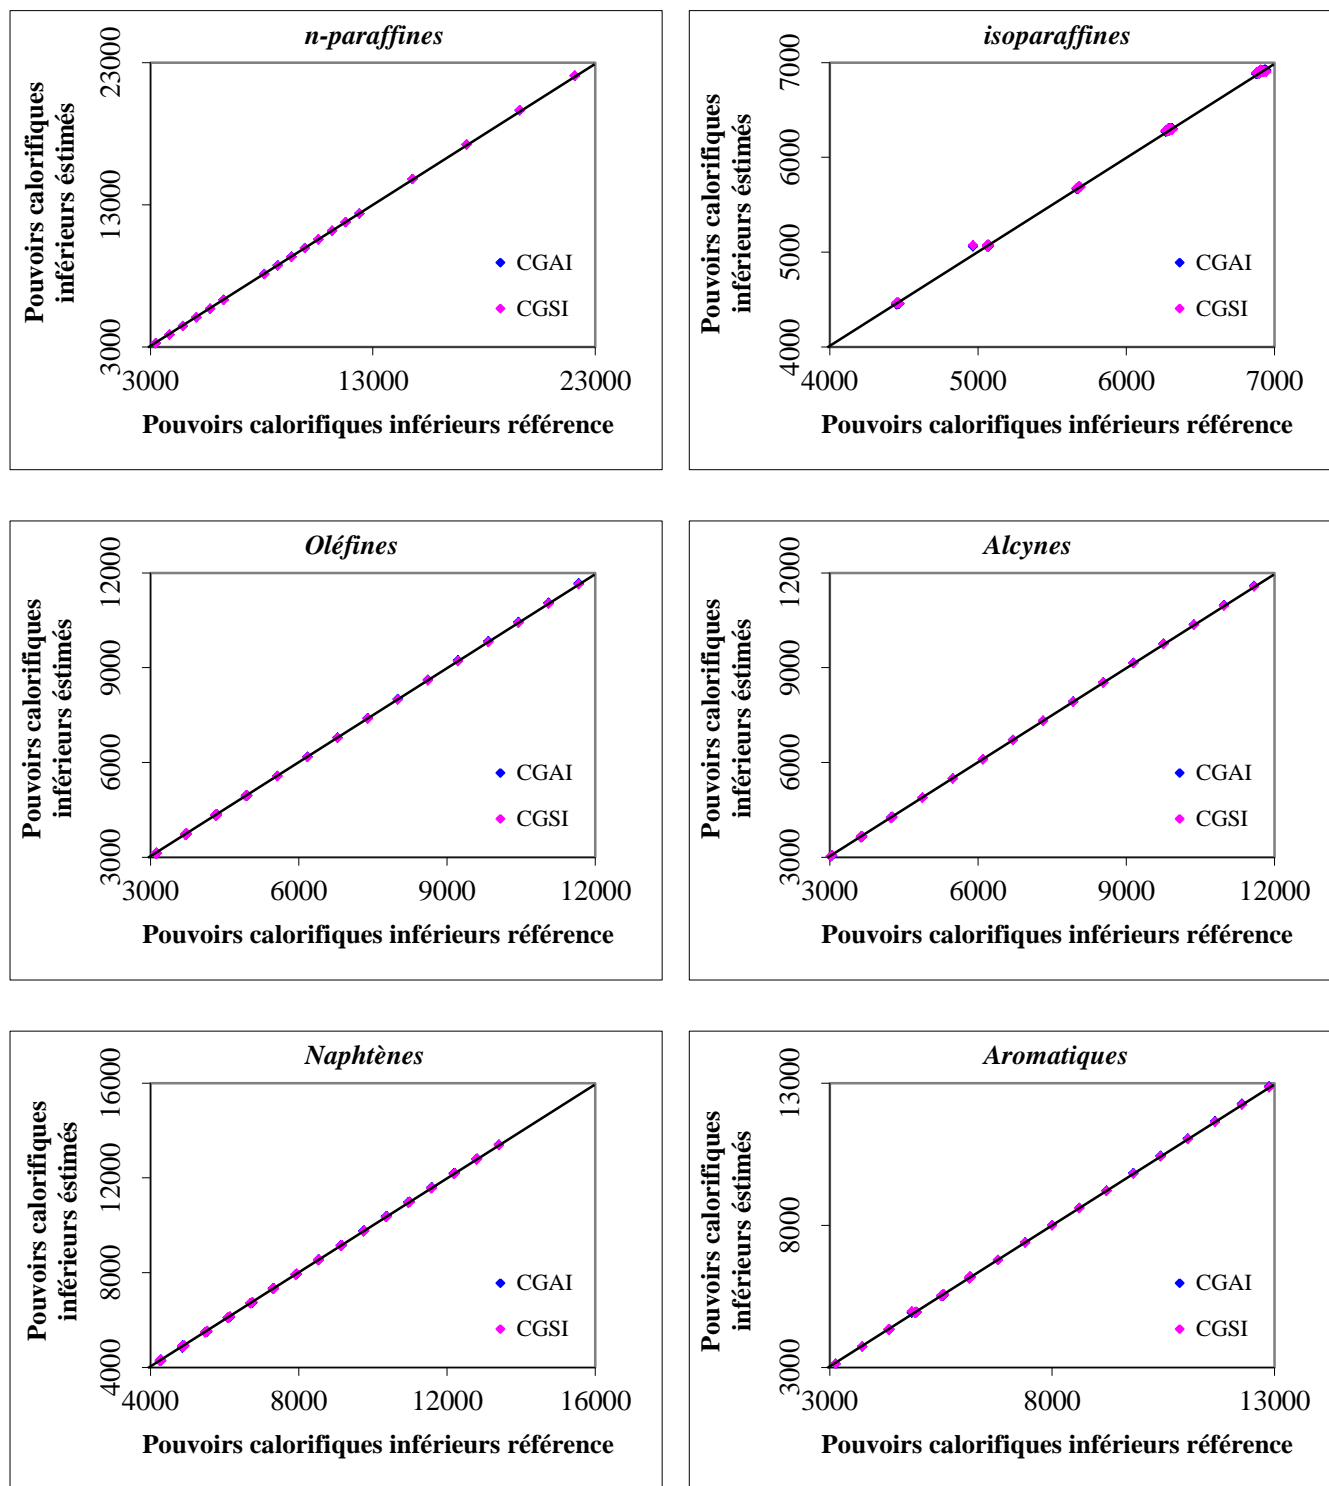 n-paraffines
Pouvoirs calorifiques
inférieurs éstimés
23000
13000
3000
CGAI
CGSI
3000 13000 23000
Pouvoirs calorifiques inférieurs référence
isoparaffines
Pouvoirs calorifiques
inférieurs éstimés
7000
6000
5000
4000
CGAI
CGSI
4000 5000 6000 7000
Pouvoirs calorifiques inférieurs référence
Oléfines
Pouvoirs calorifiques
inférieurs éstimés
12000
9000
6000
3000
CGAI
CGSI
3000 6000 9000 12000
Pouvoirs calorifiques inférieurs référence
Alcynes
Pouvoirs calorifiques
inférieurs éstimés
12000
9000
6000
3000
CGAI
CGSI
3000 6000 9000 12000
Pouvoirs calorifiques inférieurs référence
Naphtènes
Pouvoirs calorifiques
inférieurs éstimés
16000
12000
8000
4000
CGAI
CGSI
4000 8000 12000 16000
Pouvoirs calorifiques inférieurs référence
Aromatiques
Pouvoirs calorifiques
inférieurs éstimés
13000
8000
3000
CGAI
CGSI
3000 8000 13000
Pouvoirs calorifiques inférieurs référence